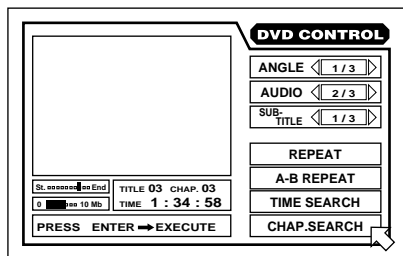 DVD CONTROL
ANGLE 1 / 3
AUDIO 2 / 3
SUB-TITLE 1 / 3
REPEAT
A-B REPEAT
TIME SEARCH
CHAP.SEARCH
St. End
0 10 Mb
TITLE 03 CHAP. 03
TIME 1 : 34 : 58
PRESS ENTER ➡ EXECUTE